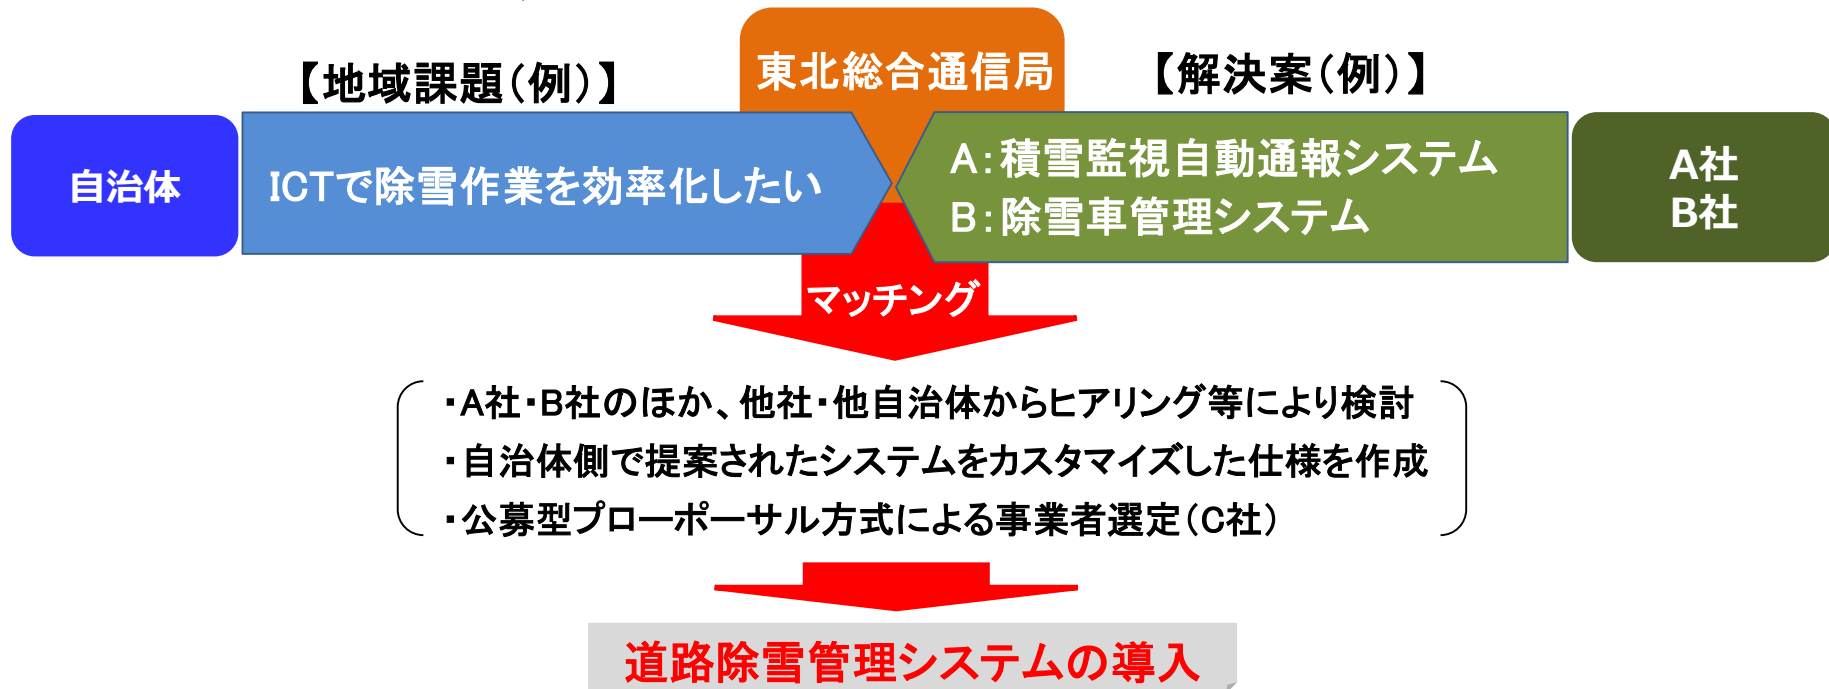 東北総合通信局
【地域課題(例)】
【解決案(例)】
自治体
ICTで除雪作業を効率化したい
A:積雪監視自動通報システム
B:除雪車管理システム
A社
B社
マッチング
・A社・B社のほか、他社・他自治体からヒアリング等により検討
・自治体側で提案されたシステムをカスタマイズした仕様を作成
・公募型プローポーサル方式による事業者選定(C社)
道路除雪管理システムの導入